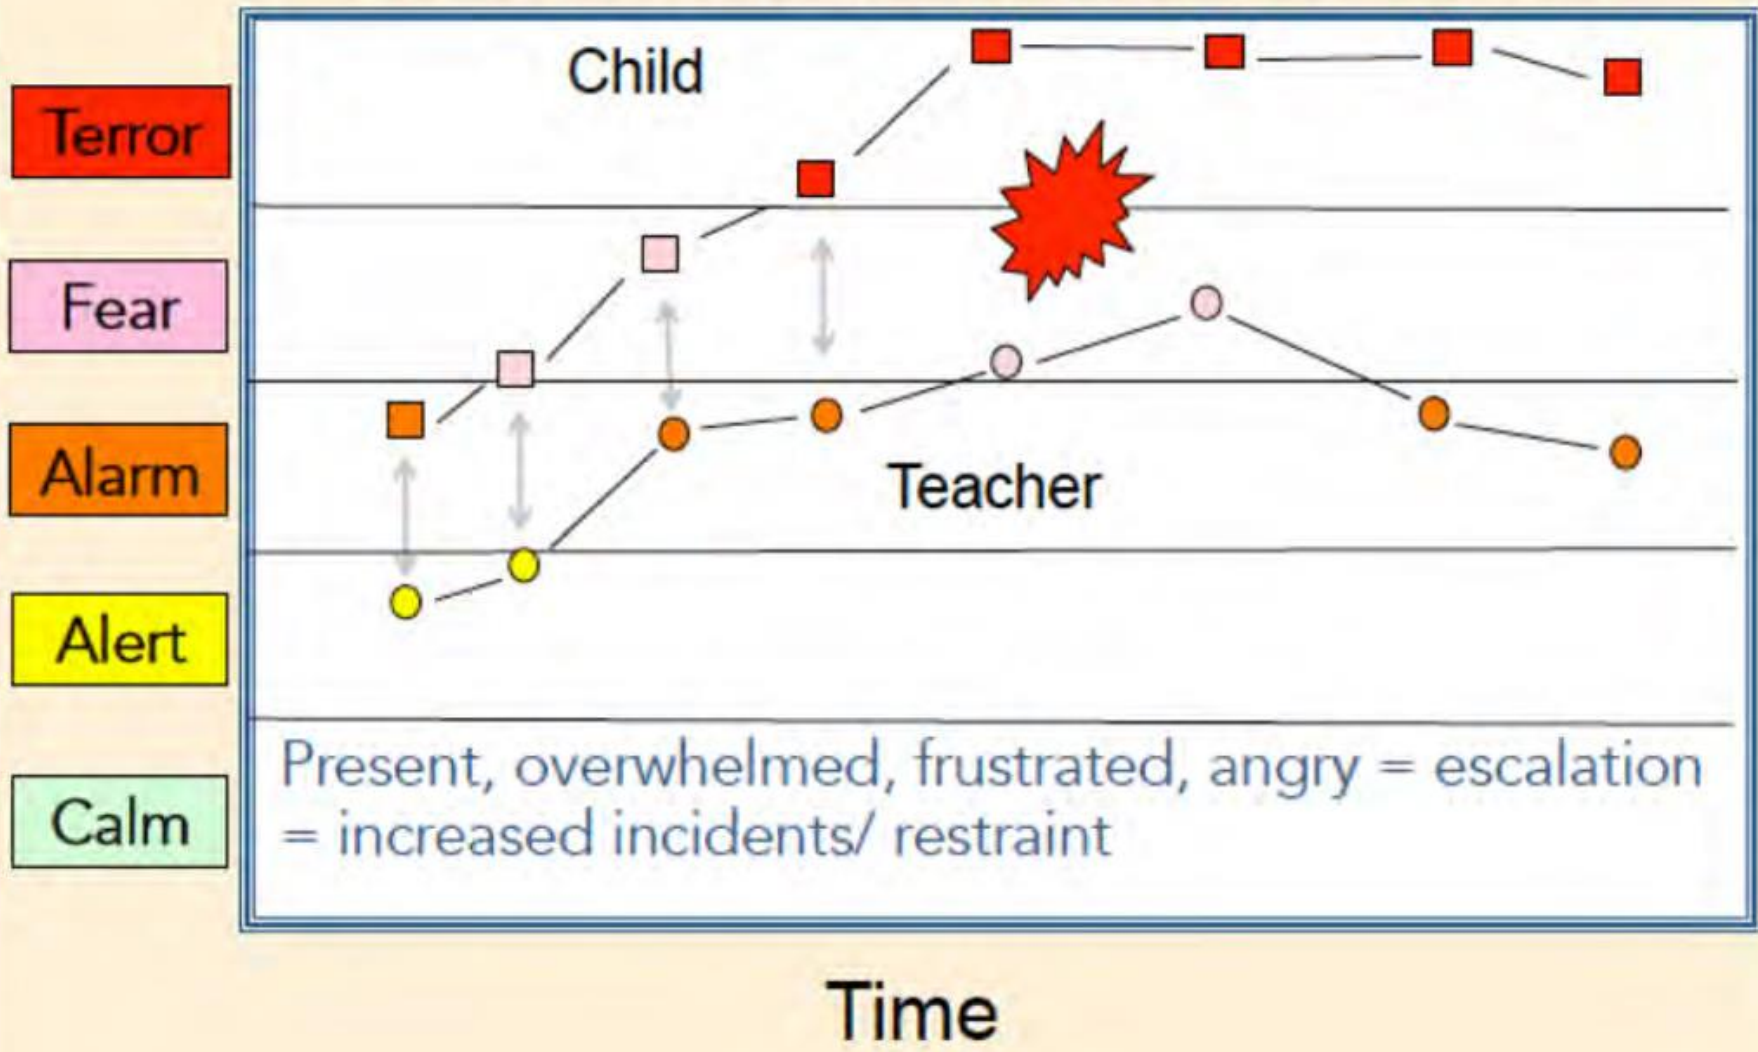 Child
Terror
Fear
Alarm
Teacher
Alert
Calm
Present, overwhelmed, frustrated, angry = escalation
= increased incidents/ restraint
Time